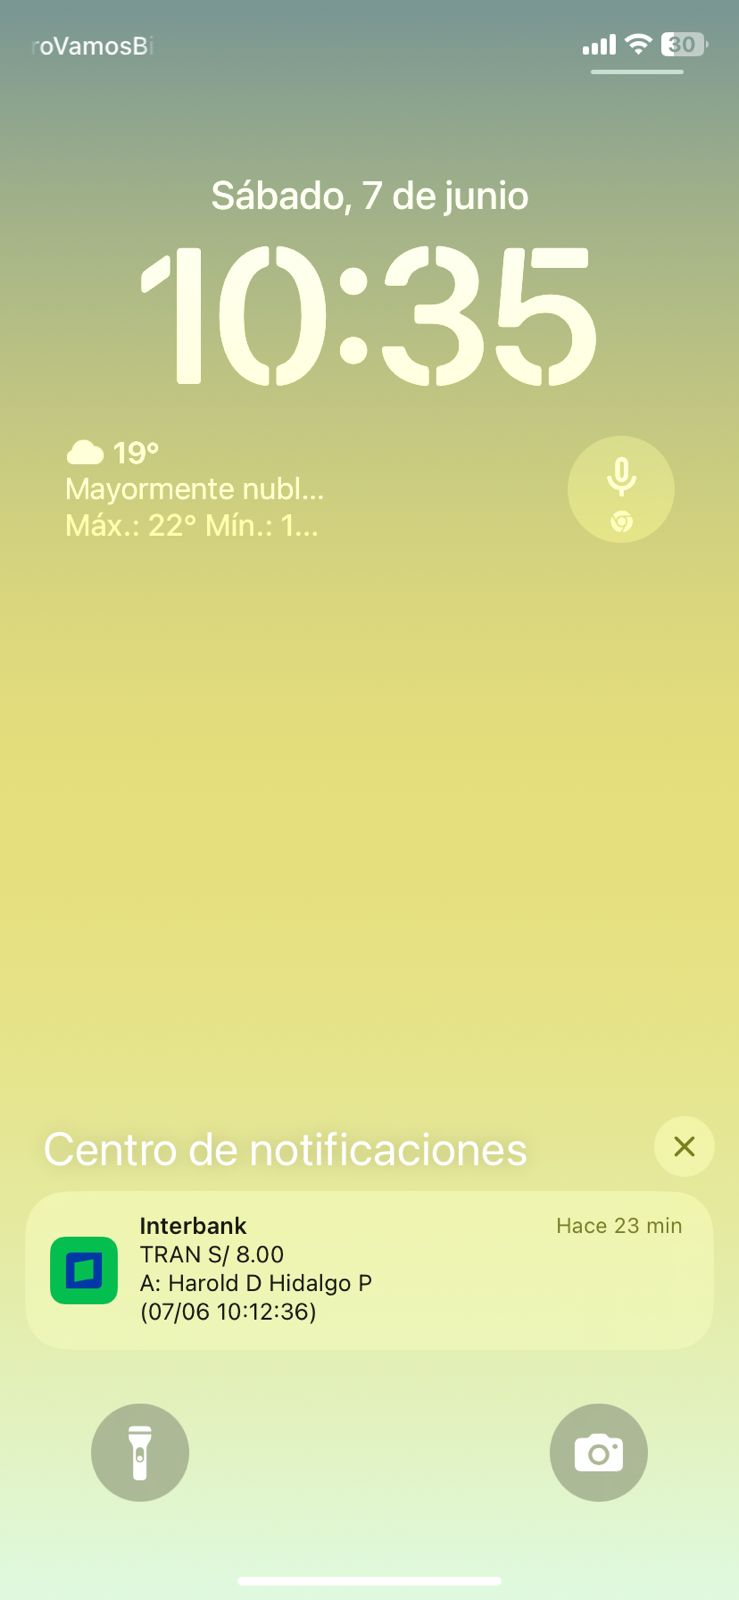 roVamosBi
30
Sábado, 7 de junio
10:35
19°
Mayormente nubl...
Máx.: 22° Mín.: 1...
Centro de notificaciones
Interbank
Hace 23 min
TRAN S/ 8.00
A: Harold D Hidalgo P
(07/06 10:12:36)